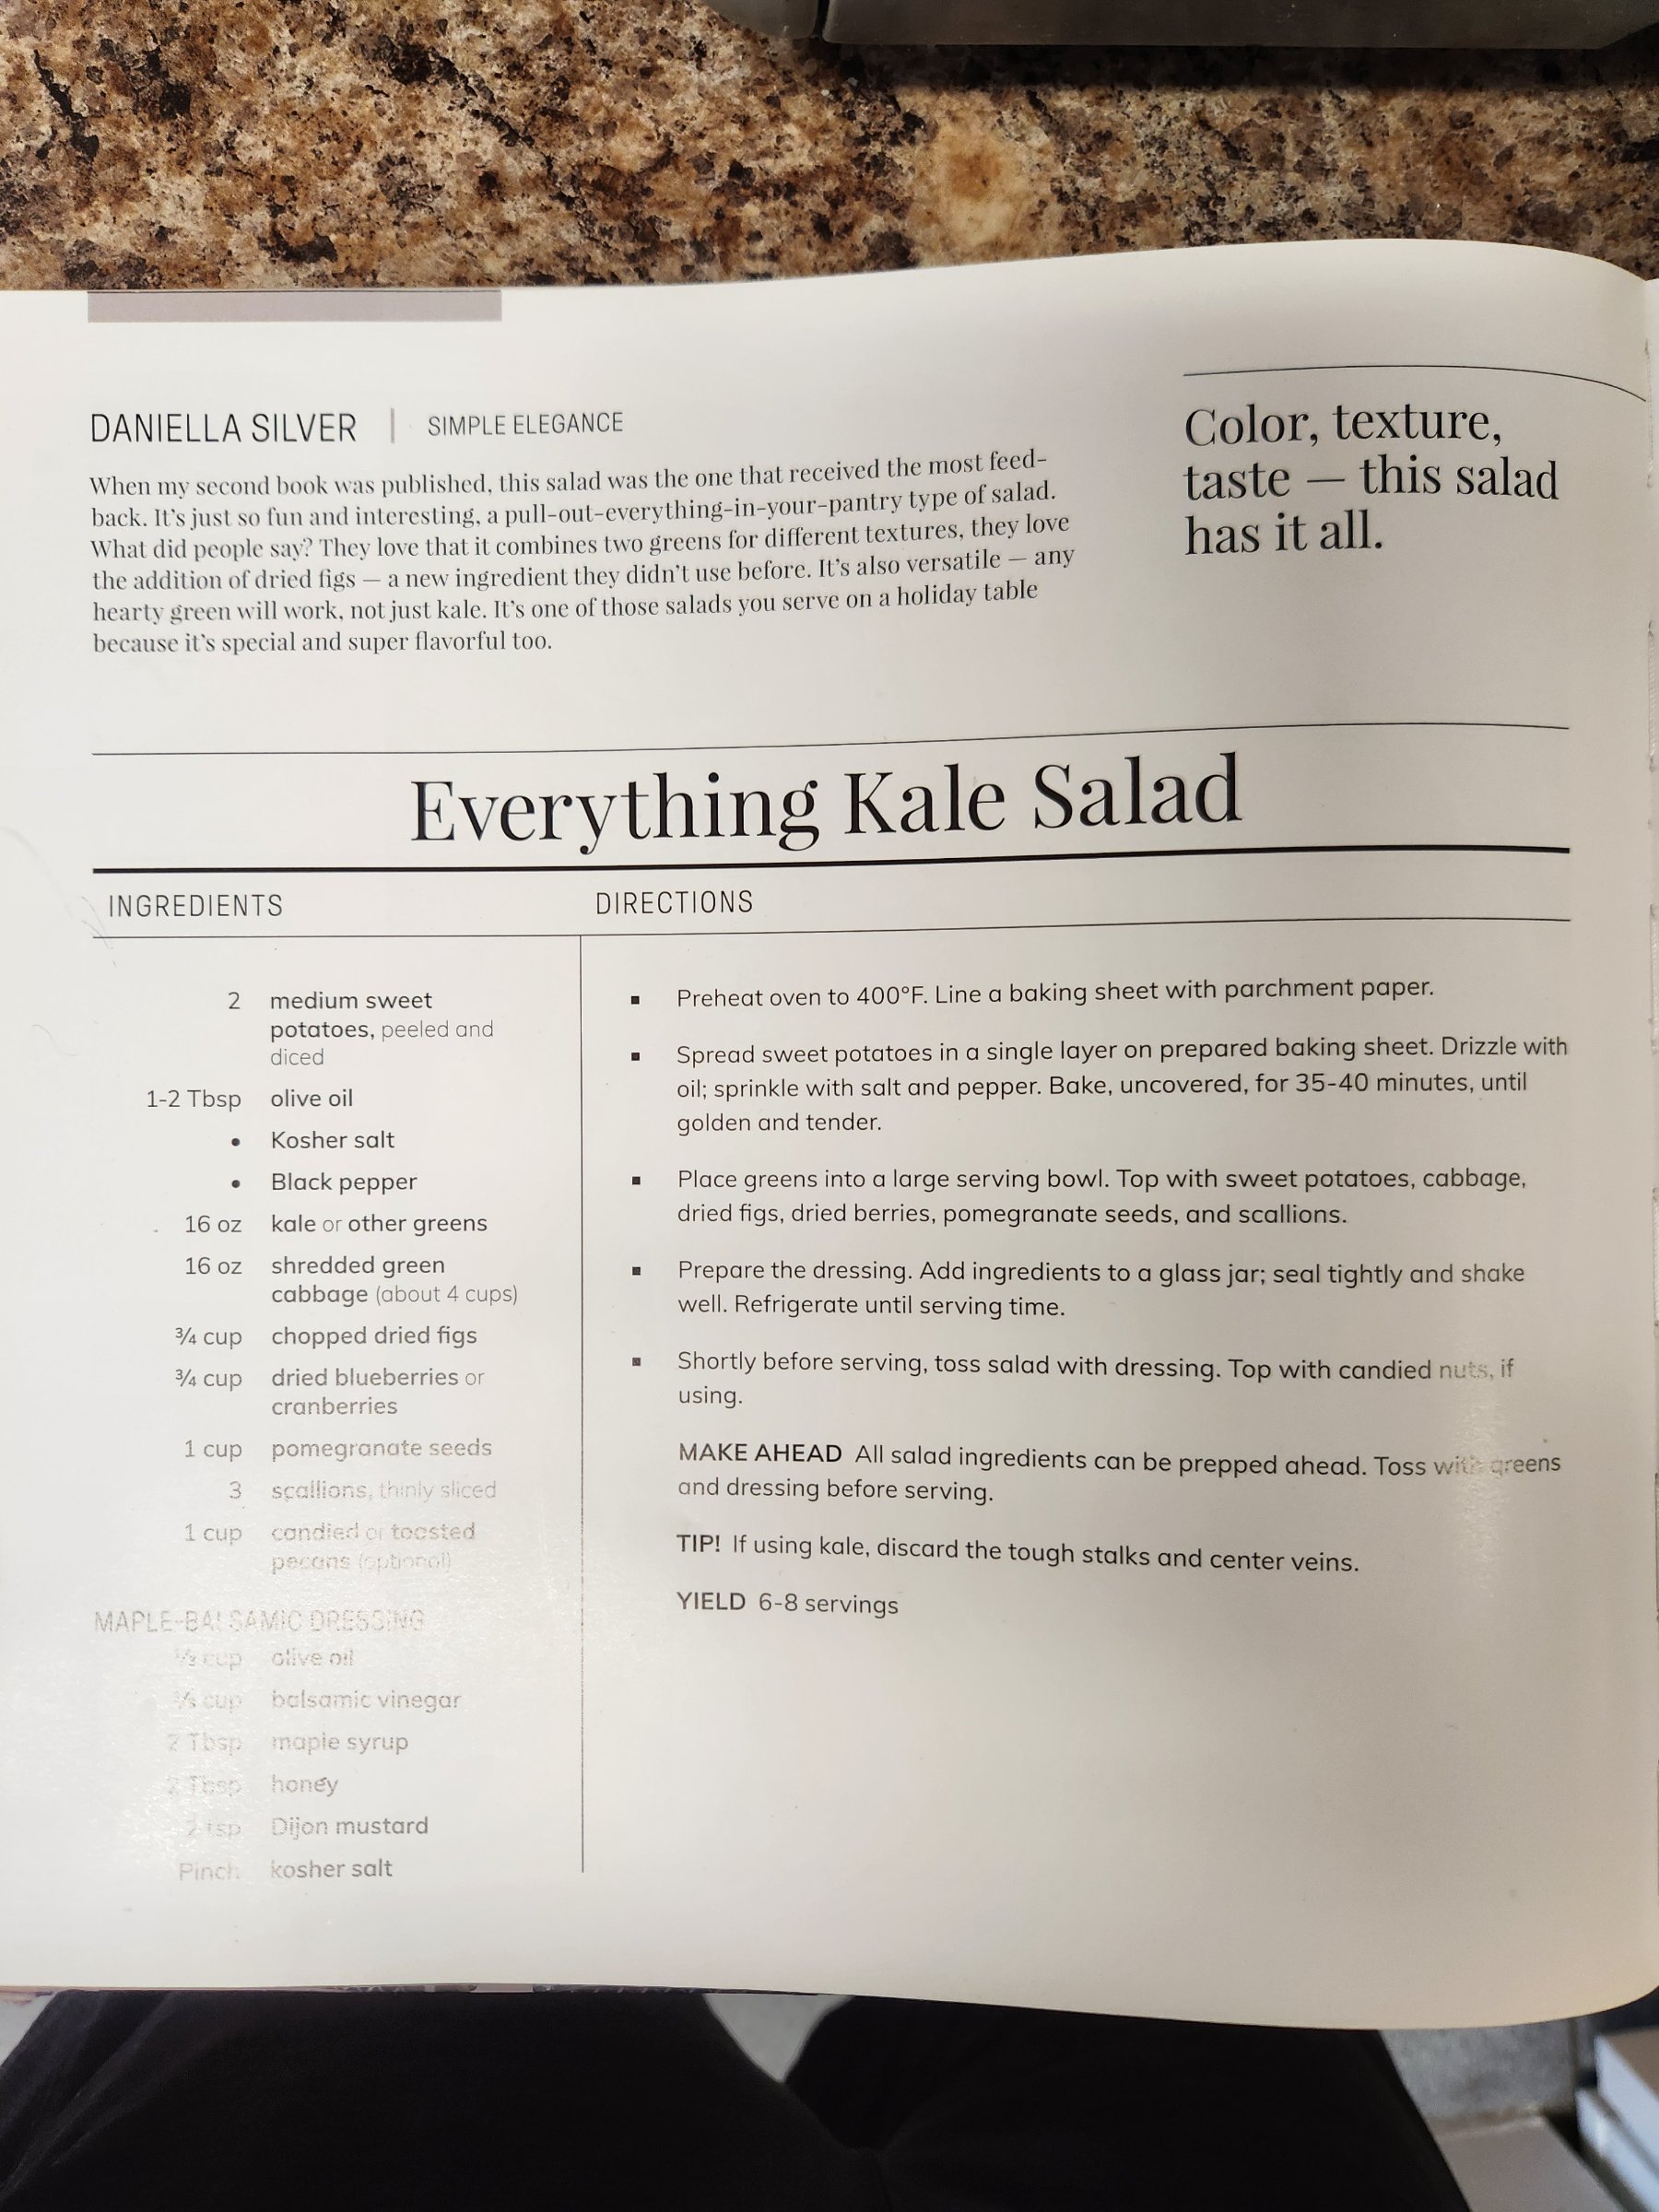 DANIELLA SILVER | SIMPLE ELEGANCE
When my second book was published, this salad was the one that received the most feed-
back. It's just so fun and interesting, a pull-out-everything-in-your-pantry type of salad.
What did people say? They love that it combines two greens for different textures, they love
the addition of dried figs — a new ingredient they didn't use before. It's also versatile — any
hearty green will work, not just kale. It's one of those salads you serve on a holiday table
because it's special and super flavorful too.
Color, texture,
taste — this salad
has it all.
Everything Kale Salad
INGREDIENTS
2 medium sweet
potatoes, peeled and
diced
1-2 Tbsp olive oil
• Kosher salt
• Black pepper
16 oz kale or other greens
16 oz shredded green
cabbage (about 4 cups)
¾ cup chopped dried figs
¾ cup dried blueberries or
cranberries
1 cup pomegranate seeds
3 scallions, thinly sliced
1 cup candied or toasted
pecans (optional)
MAPLE-BALSAMIC DRESSING
cup olive oil
cup balsamic vinegar
2 Tbsp maple syrup
2 Tbsp honey
tsp Dijon mustard
Pinch kosher salt
DIRECTIONS
▪ Preheat oven to 400°F. Line a baking sheet with parchment paper.
▪ Spread sweet potatoes in a single layer on prepared baking sheet. Drizzle with
oil; sprinkle with salt and pepper. Bake, uncovered, for 35-40 minutes, until
golden and tender.
▪ Place greens into a large serving bowl. Top with sweet potatoes, cabbage,
dried figs, dried berries, pomegranate seeds, and scallions.
▪ Prepare the dressing. Add ingredients to a glass jar; seal tightly and shake
well. Refrigerate until serving time.
▪ Shortly before serving, toss salad with dressing. Top with candied nuts, if
using.
MAKE AHEAD All salad ingredients can be prepped ahead. Toss with greens
and dressing before serving.
TIP! If using kale, discard the tough stalks and center veins.
YIELD 6-8 servings